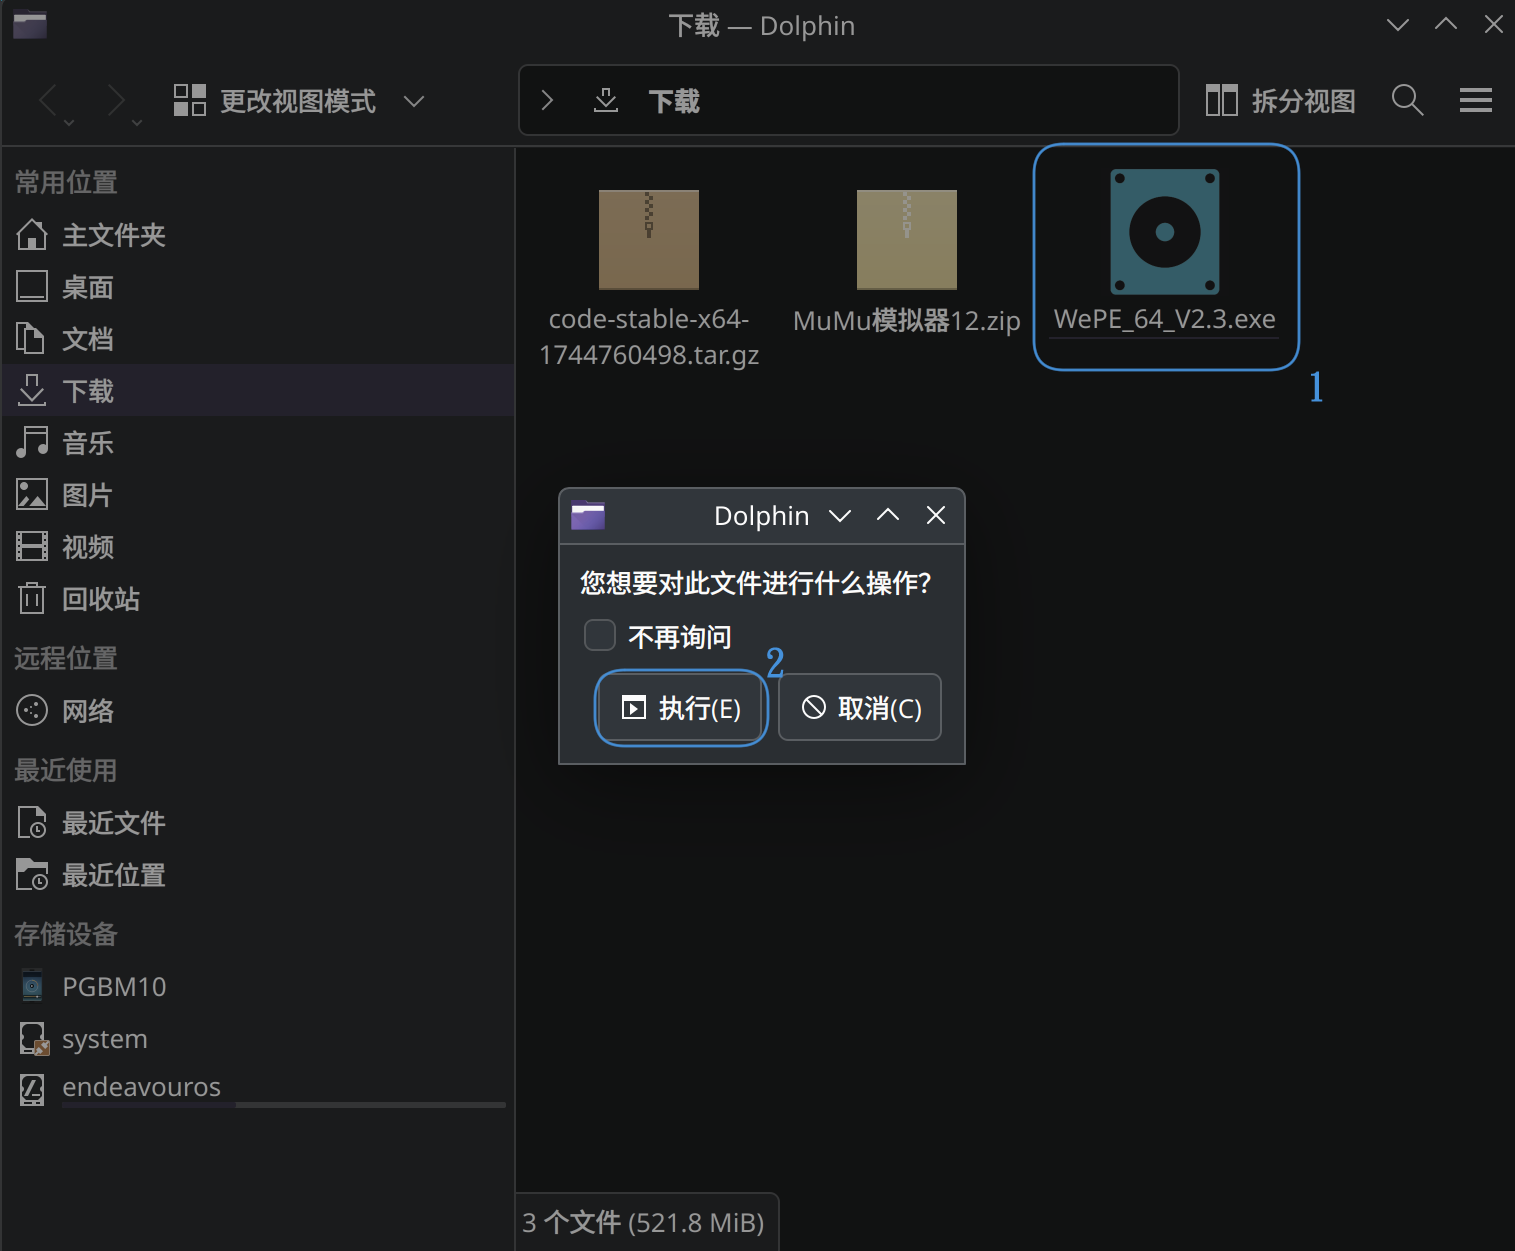 下载 — Dolphin
更改视图模式
下载
拆分视图
常用位置
主文件夹
桌面
文档
下载
音乐
图片
视频
回收站
远程位置
网络
最近使用
最近文件
最近位置
存储设备
PGBM10
system
endeavouros
code-stable-x64-
1744760498.tar.gz
MuMu模拟器12.zip
WePE_64_V2.3.exe
1
Dolphin
您想要对此文件进行什么操作?
不再询问
2
执行(E)
取消(C)
3 个文件 (521.8 MiB)